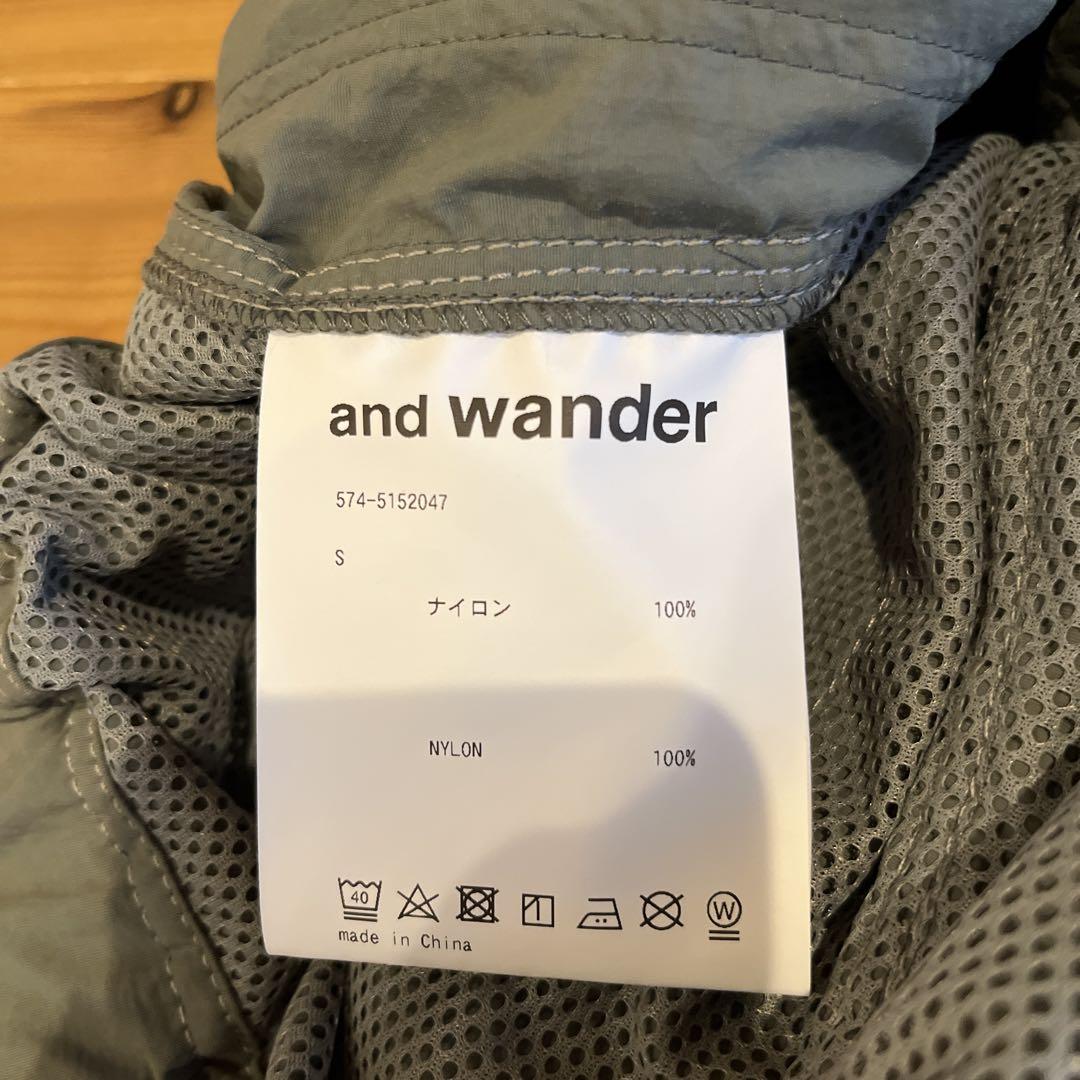 and wander
574-5152047
S
ナイロン 100%
NYLON 100%
40 W
made in China